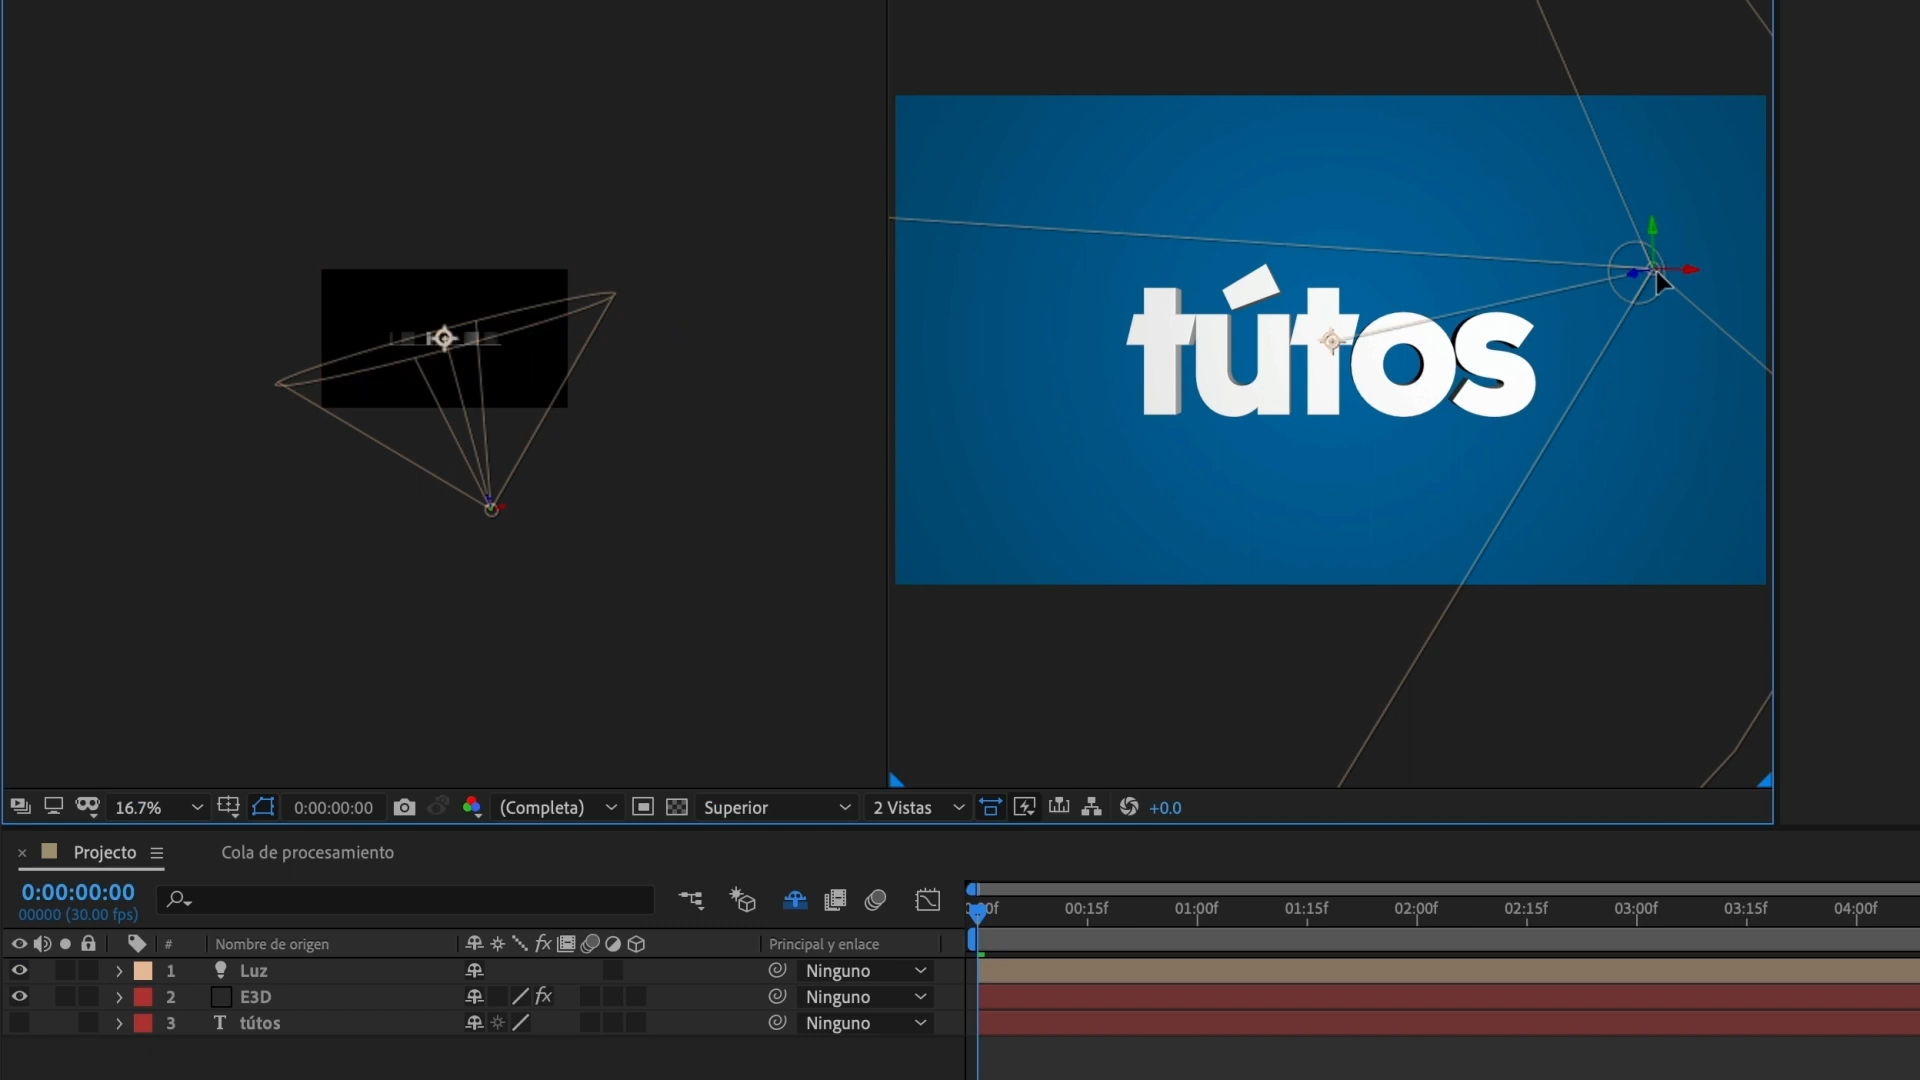 tútos
16.7%
0:00:00:00
(Completa)
Superior
2 Vistas
+0.0
Projecto
Cola de procesamiento
0:00:00:00
00000 (30.00 fps)
00:15f
01:00f
01:15f
02:00f
02:15f
03:00f
03:15f
04:00f
#
Nombre de origen
fx
Principal y enlace
1
Luz
Ninguno
2
E3D
fx
Ninguno
3
T
tútos
Ninguno